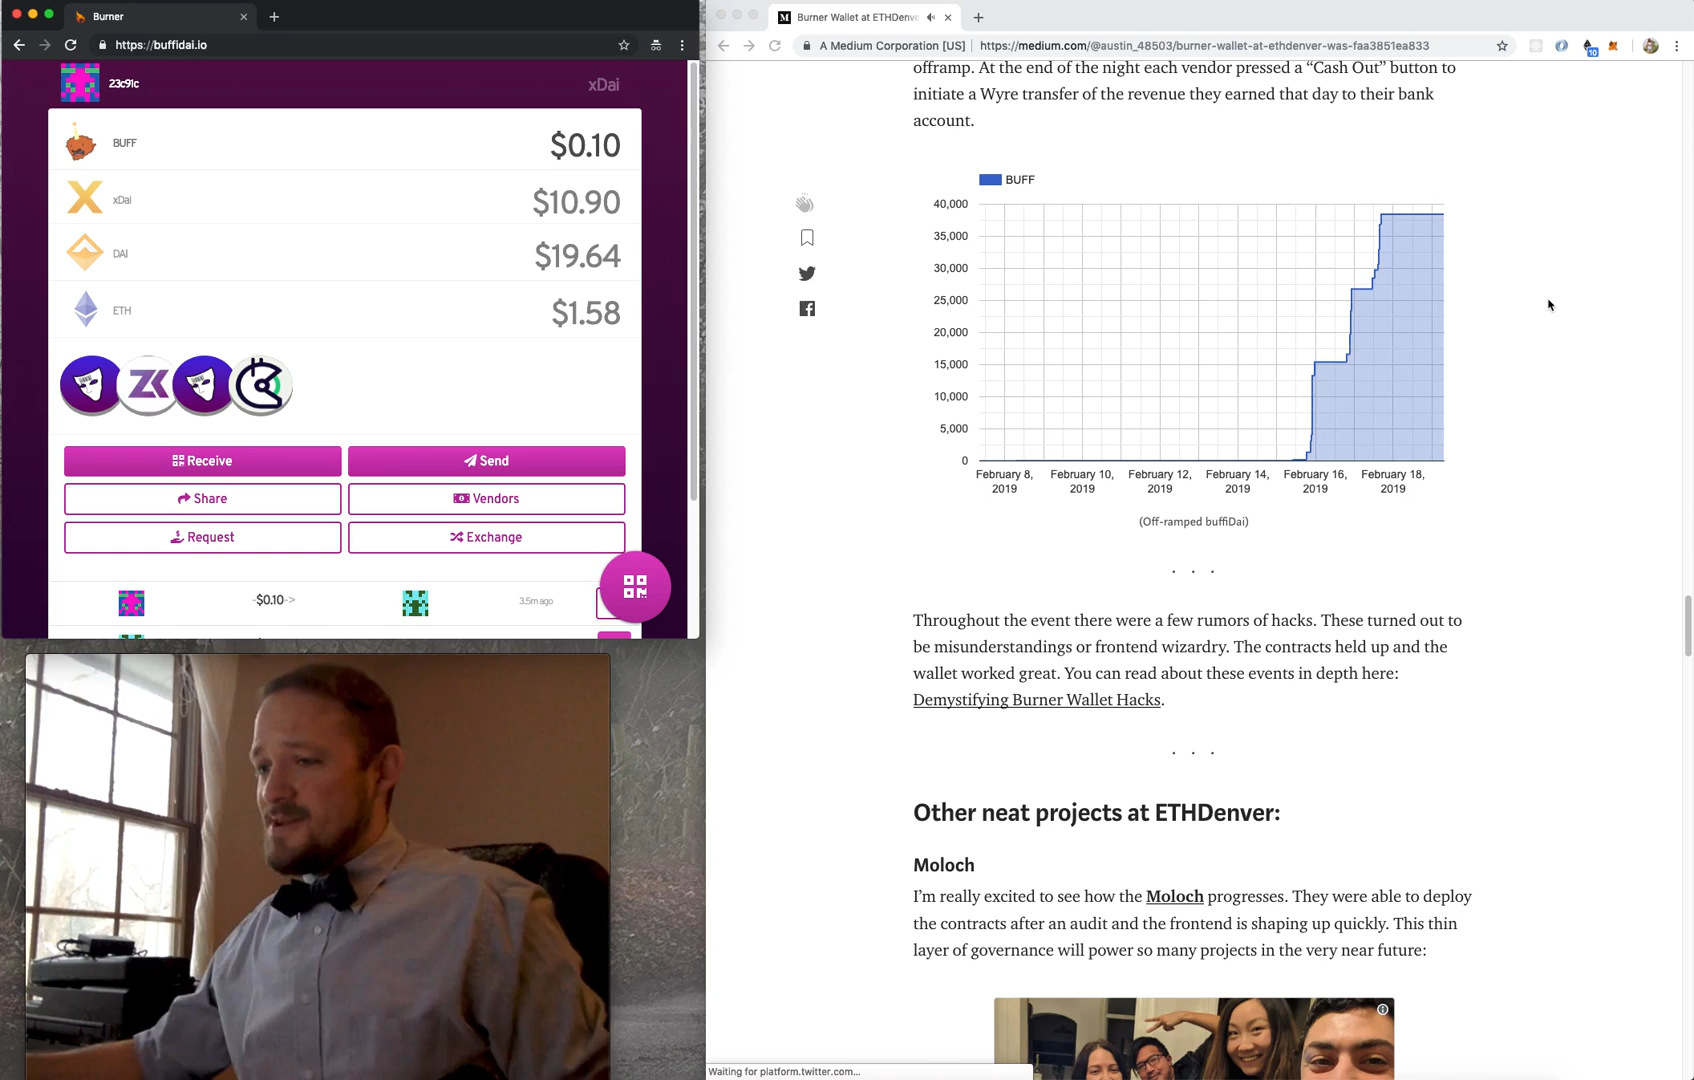 Burner
https://buffidai.io
23c91c
xDai
BUFF
$0.10
xDai
$10.90
DAI
$19.64
ETH
$1.58
Receive
Send
Share
Vendors
Request
Exchange
-$0.10->
3.5m ago
Burner Wallet at ETHDenv
A Medium Corporation [US]
https://medium.com/@austin_48503/burner-wallet-at-ethdenver-was-faa3851ea833
10
offramp. At the end of the night each vendor pressed a “Cash Out” button to
initiate a Wyre transfer of the revenue they earned that day to their bank
account.
BUFF
40,000
35,000
30,000
25,000
20,000
15,000
10,000
5,000
0
February 8, 2019
February 10, 2019
February 12, 2019
February 14, 2019
February 16, 2019
February 18, 2019
(Off-ramped buffiDai)
Throughout the event there were a few rumors of hacks. These turned out to
be misunderstandings or frontend wizardry. The contracts held up and the
wallet worked great. You can read about these events in depth here:
Demystifying Burner Wallet Hacks.
Other neat projects at ETHDenver:
Moloch
I’m really excited to see how the Moloch progresses. They were able to deploy
the contracts after an audit and the frontend is shaping up quickly. This thin
layer of governance will power so many projects in the very near future:
Waiting for platform.twitter.com...